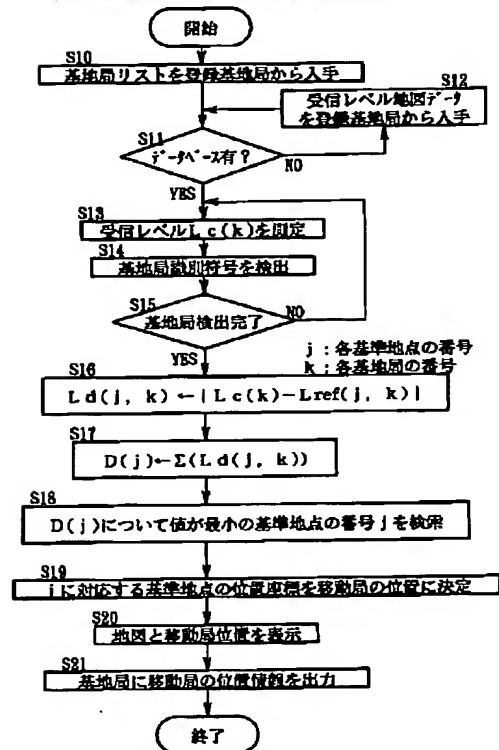 開始
S10
基地局リストを登録基地局から入手
S12
受信レベル地図データ
を登録基地局から入手
S11
データベース有?
NO
YES
S13
受信レベルLc(k)を測定
S14
基地局識別符号を検出
S15
基地局検出完了
NO
YES
j:各基準地点の番号
k:各基地局の番号
S16
Ld(j, k)←|Lc(k)−Lref(j, k)|
S17
D(j)←Σ(Ld(j, k))
S18
D(j)について値が最小の基準地点の番号jを検索
S19
jに対応する基準地点の位置座標を移動局の位置に決定
S20
地図と移動局位置を表示
S21
基地局に移動局の位置情報を出力
終了